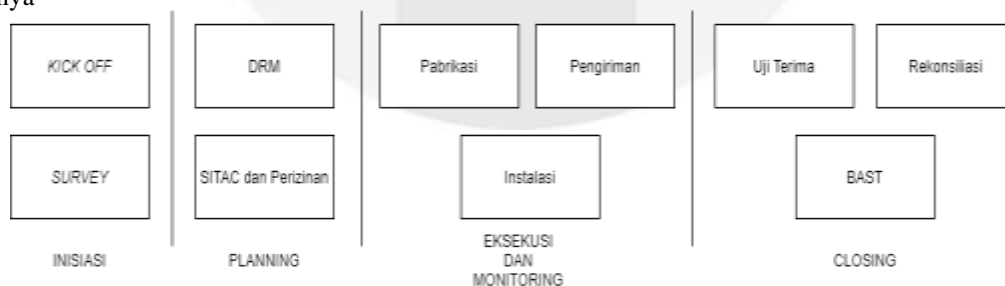 KICK OFF
DRM
Pabrikasi
Pengiriman
Uji Terima
Rekonsiliasi
SURVEY
SITAC dan Perizinan
Instalasi
BAST
INISIASI
PLANNING
EKSEKUSI
DAN
MONITORING
CLOSING